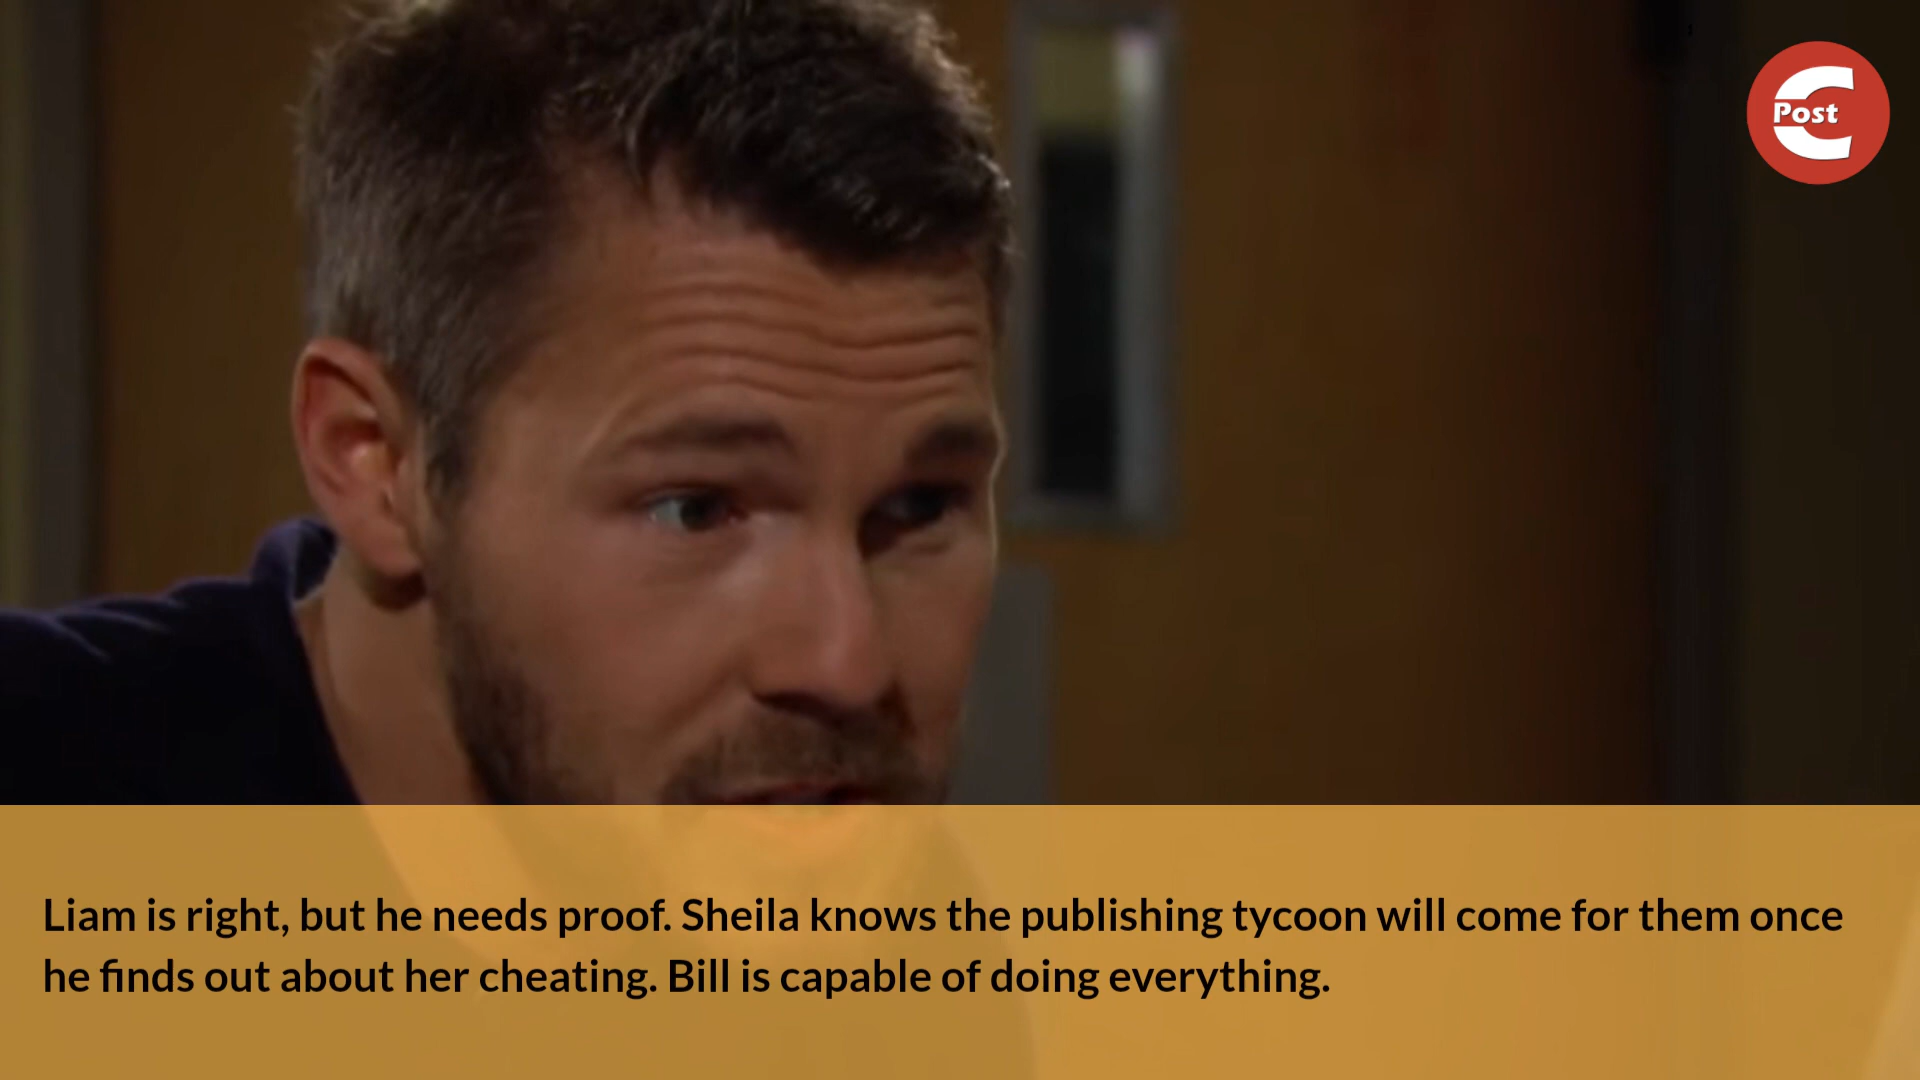 Post
Liam is right, but he needs proof. Sheila knows the publishing tycoon will come for them once
he finds out about her cheating. Bill is capable of doing everything.